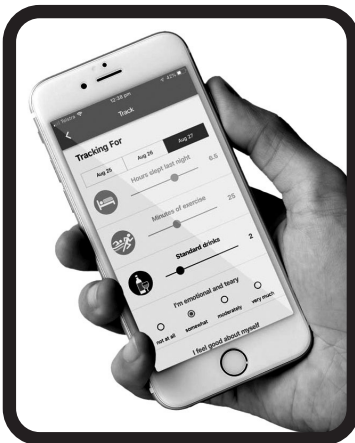 Telstra 12:38 pm 42%
Track
Tracking For
Aug 25 Aug 26 Aug 27
Hours slept last night 6.5
Minutes of exercise 25
Standard drinks 2
I'm emotional and teary
not at all somewhat moderately very much
I feel good about myself